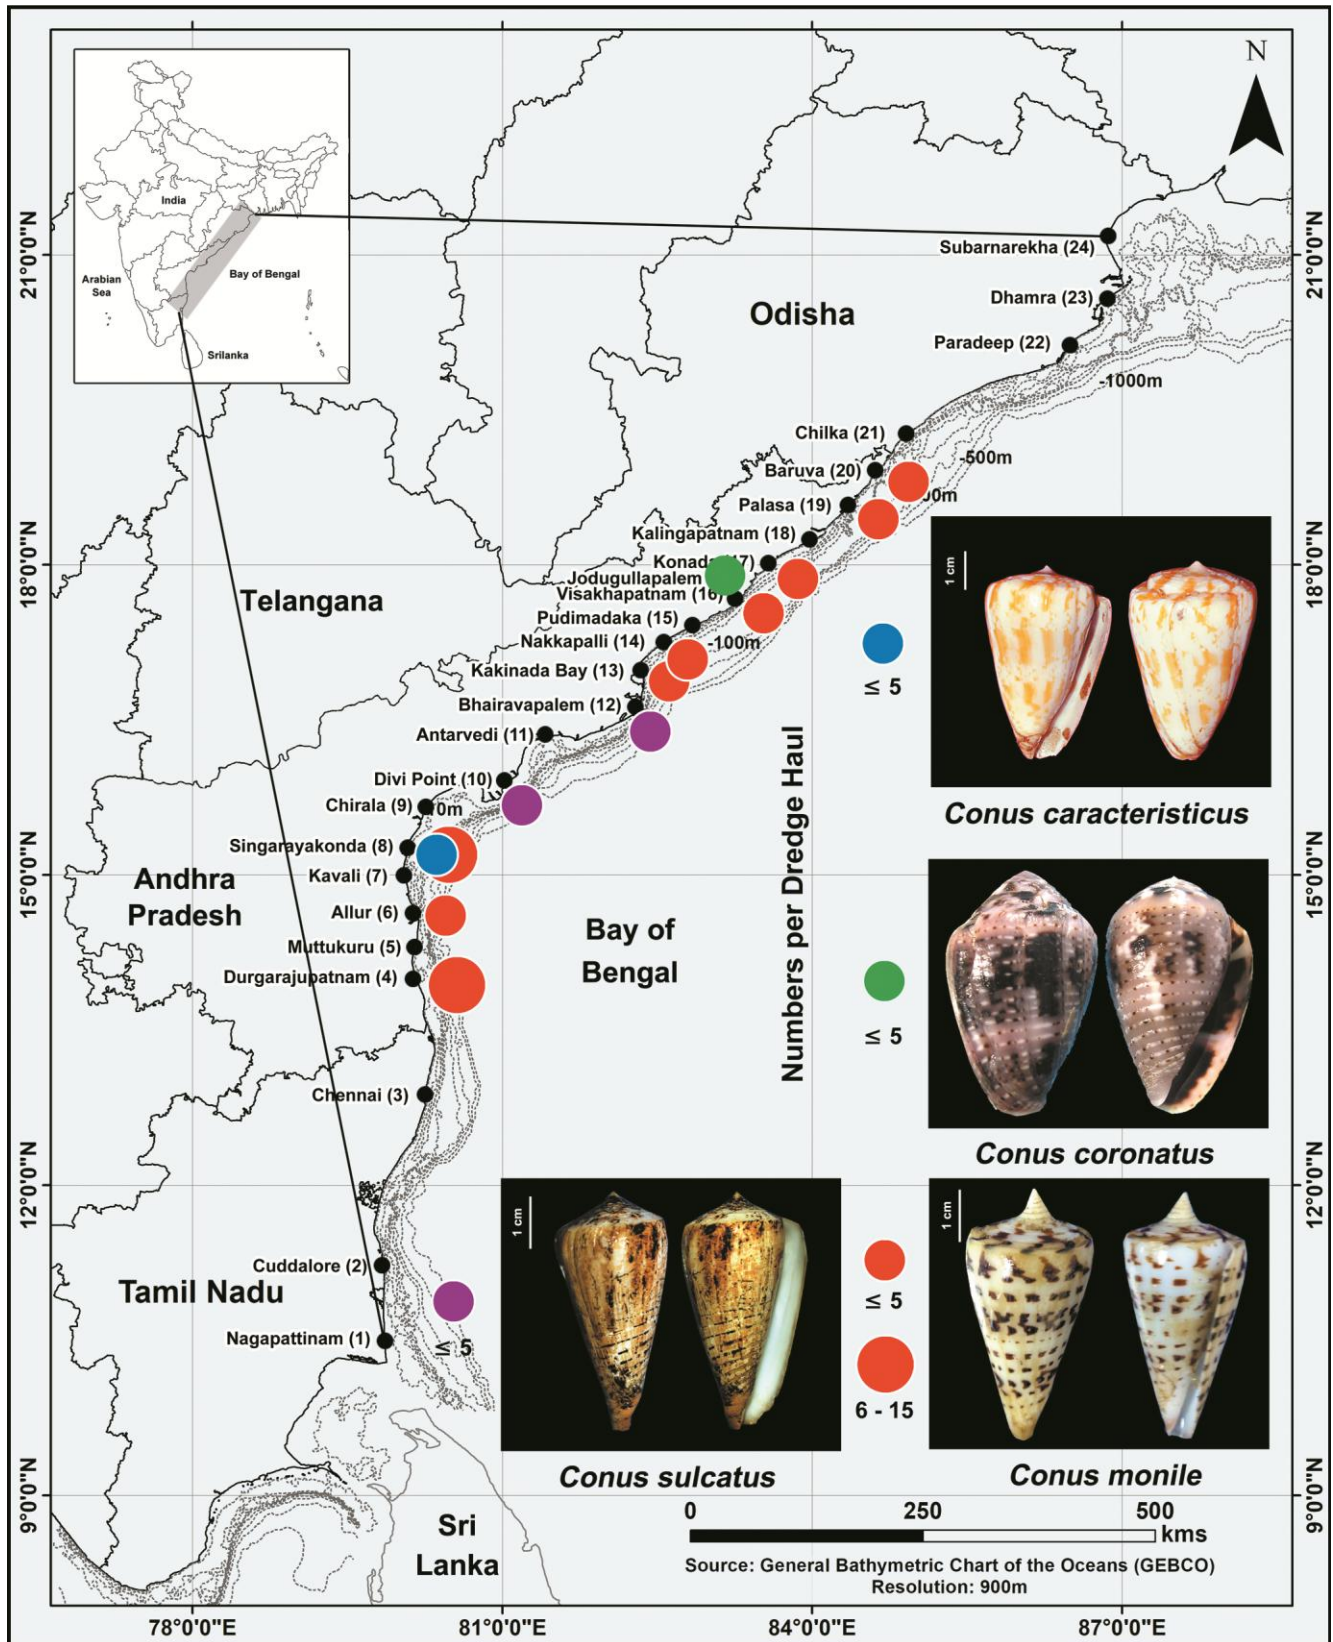 N
India
Arabian
Sea
Bay of Bengal
Srilanka
Subarnarekha (24)
Dhamra (23)
Paradeep (22)
Odisha
-1000m
Chilka (21)
-500m
Baruva (20)
Palasa (19)
Kalingapatnam (18)
Jodugullapalem
Visakhapatnam (16)
Pudimadaka (15)
Nakkapalli (14)
-100m
Kakinada Bay (13)
Bhairavapalem (12)
Antarvedi (11)
Divi Point (10)
Chirala (9)
Singarayakonda (8)
Kavali (7)
Allur (6)
Muttukuru (5)
Durgarajupatnam (4)
Chennai (3)
Cuddalore (2)
Nagapattinam (1)
Telangana
Andhra
Pradesh
Tamil Nadu
Bay of
Bengal
Sri
Lanka
Numbers per Dredge Haul
≤ 5
1 cm
Conus caracteristicus
≤ 5
Conus coronatus
≤ 5
1 cm
Conus sulcatus
≤ 5
6 - 15
1 cm
Conus monile
0 250 500
kms
Source: General Bathymetric Chart of the Oceans (GEBCO)
Resolution: 900m
21°0'0"N
18°0'0"N
15°0'0"N
12°0'0"N
9°0'0"N
21°0'0"N
18°0'0"N
15°0'0"N
12°0'0"N
9°0'0"N
78°0'0"E 81°0'0"E 84°0'0"E 87°0'0"E